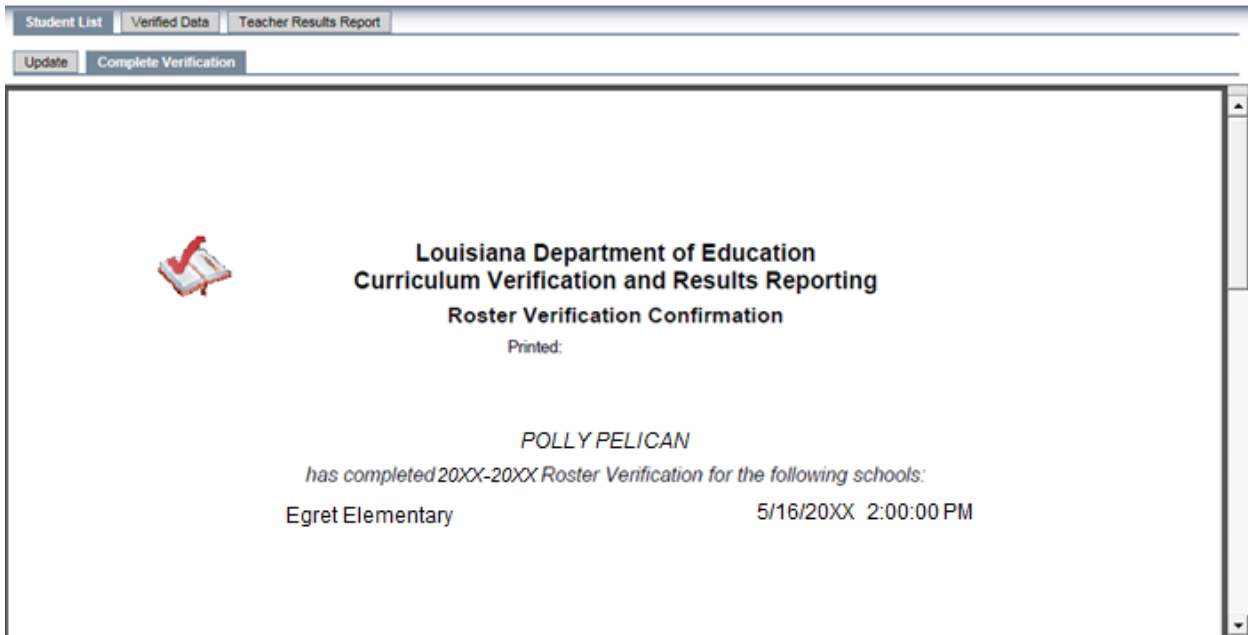 Student List Verified Data Teacher Results Report
Update Complete Verification
Louisiana Department of Education
Curriculum Verification and Results Reporting
Roster Verification Confirmation
Printed:
POLLY PELICAN
has completed 20XX-20XX Roster Verification for the following schools:
Egret Elementary 5/16/20XX 2:00:00 PM